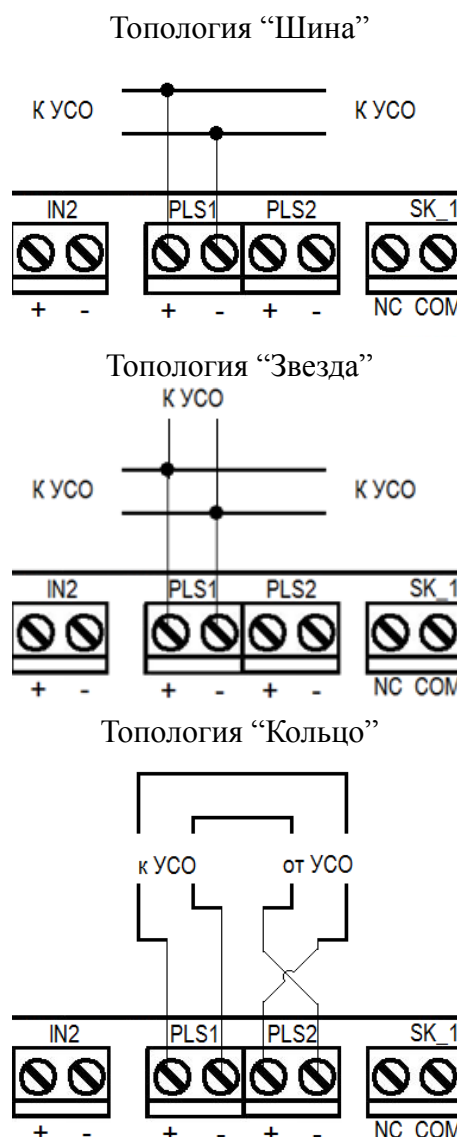 Топология “Шина”
К УСО К УСО
IN2 PLS1 PLS2 SK_1
+ - + - + - NC COM
Топология “Звезда”
К УСО
К УСО К УСО
IN2 PLS1 PLS2 SK_1
+ - + - + - NC COM
Топология “Кольцо”
к УСО от УСО
IN2 PLS1 PLS2 SK_1
+ - + - + - NC COM